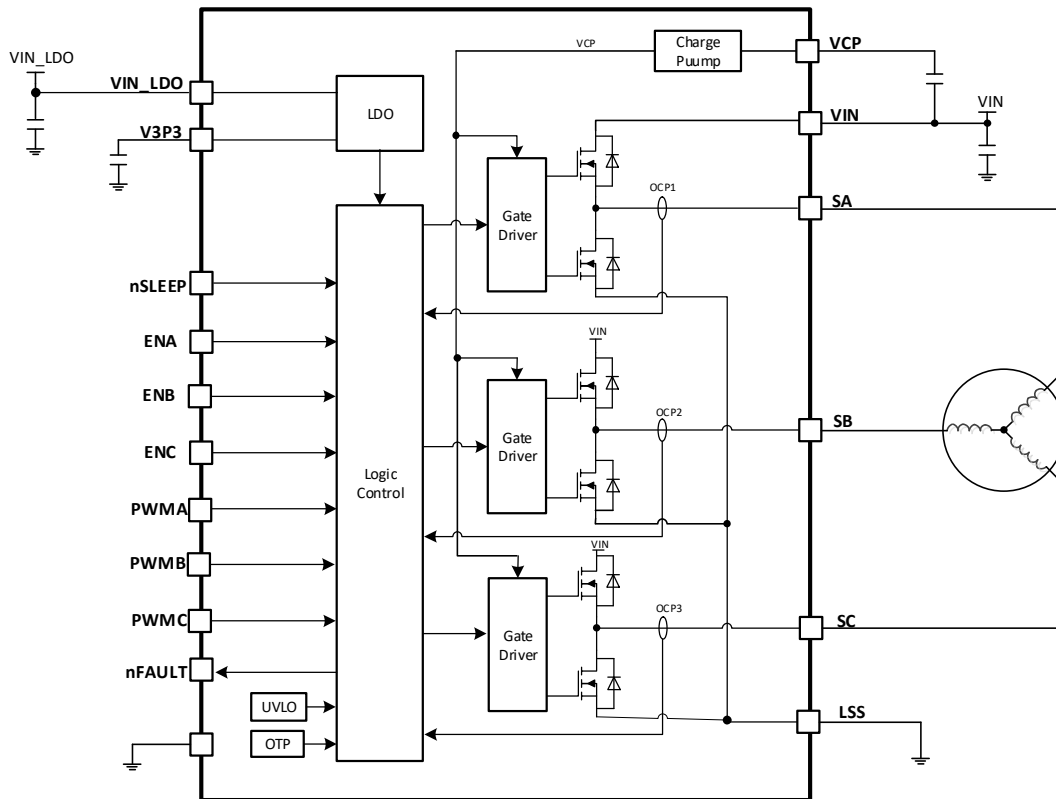 VCP
Charge
Puump
VCP
VIN_LDO
VIN_LDO
LDO
V3P3
VIN
VIN
Gate
Driver
OCP1
SA
nSLEEP
ENA
ENB
ENC
PWMA
PWMB
PWMC
nFAULT
Logic
Control
VIN
Gate
Driver
OCP2
SB
VIN
Gate
Driver
OCP3
SC
UVLO
OTP
LSS